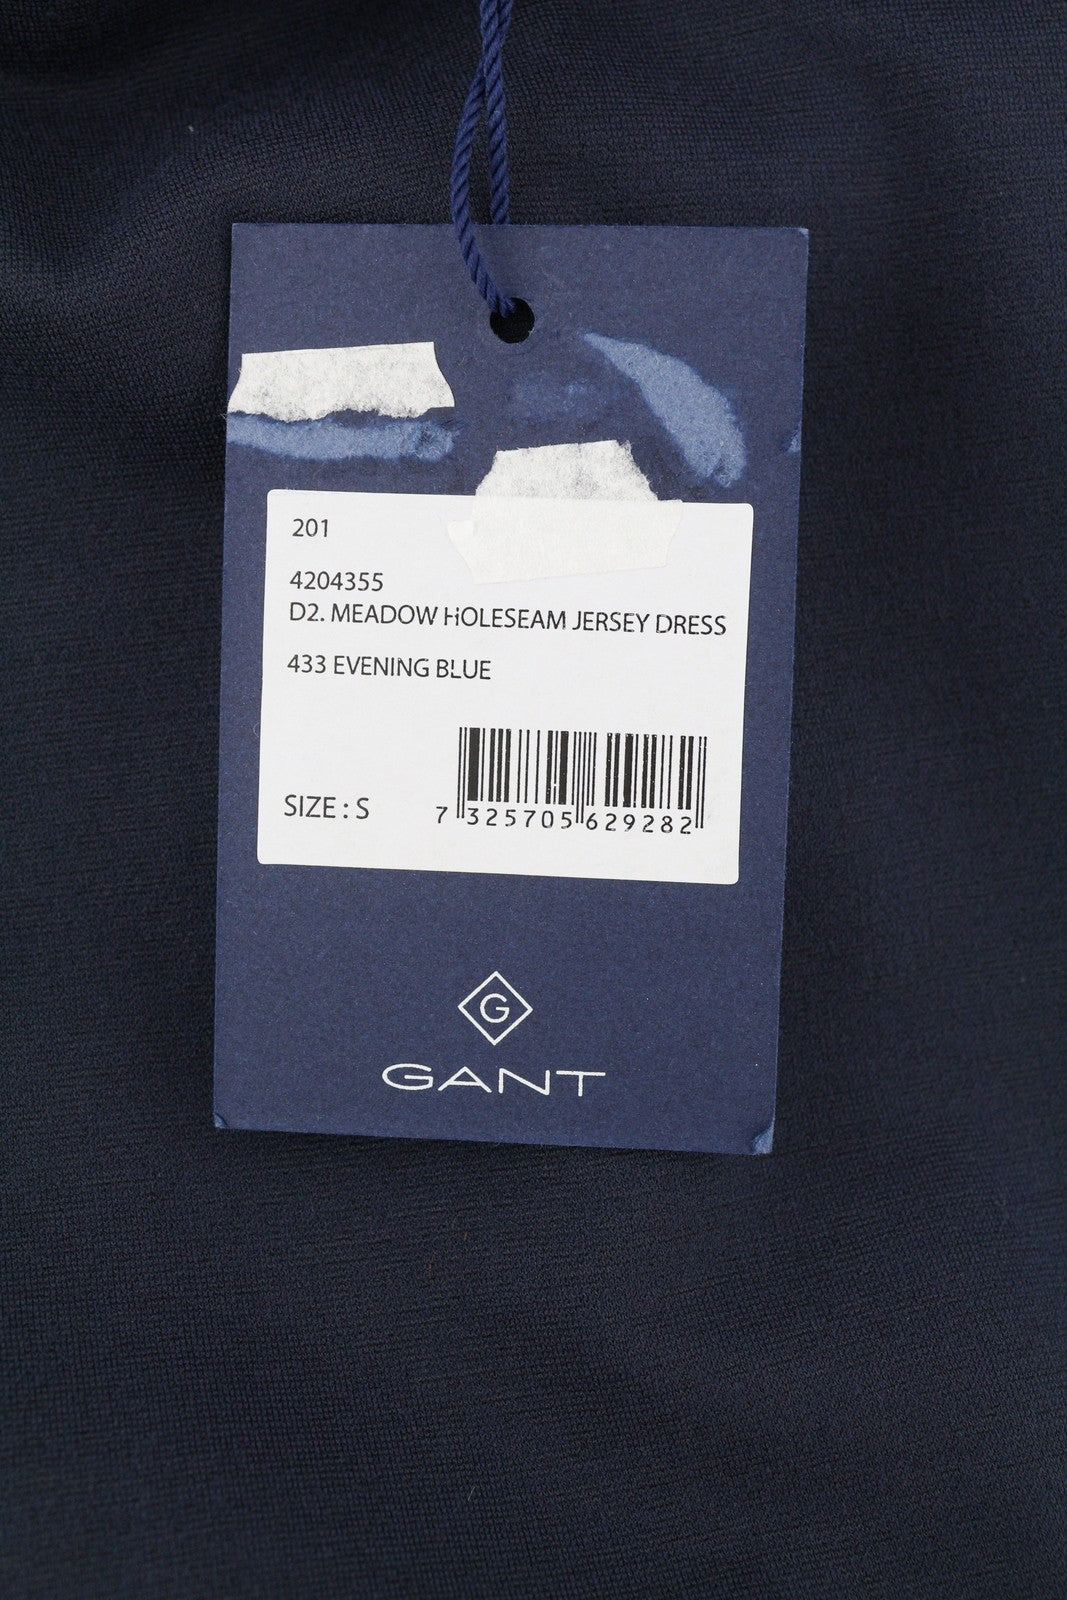 201
4204355
D2. MEADOW HOLESEAM JERSEY DRESS
433 EVENING BLUE
SIZE : S
7 325705 629282
G
GANT